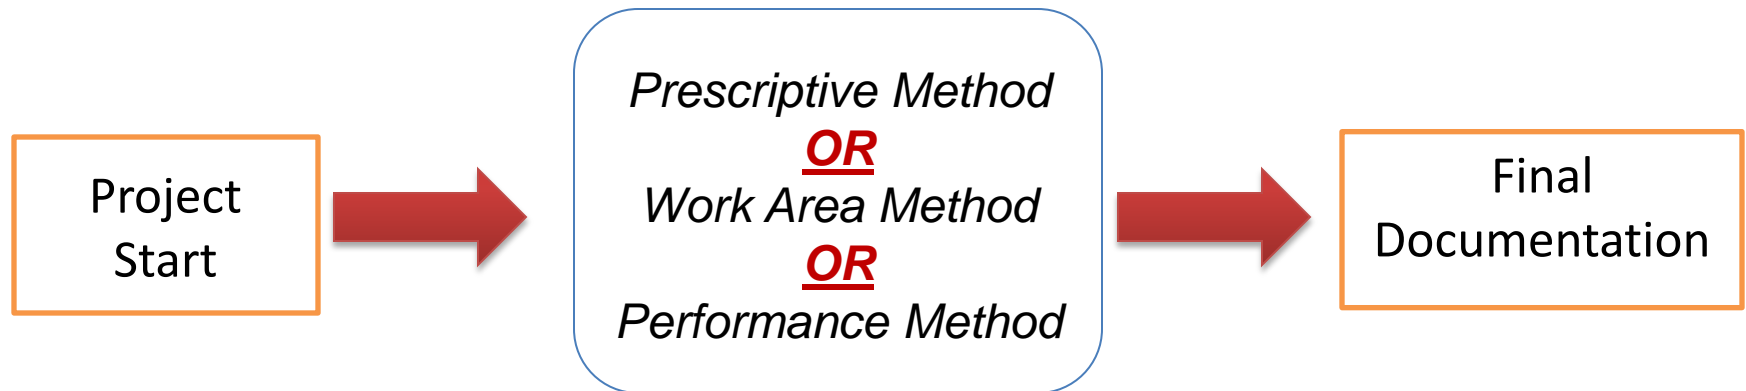 Project
Start
Prescriptive Method
OR
Work Area Method
OR
Performance Method
Final
Documentation